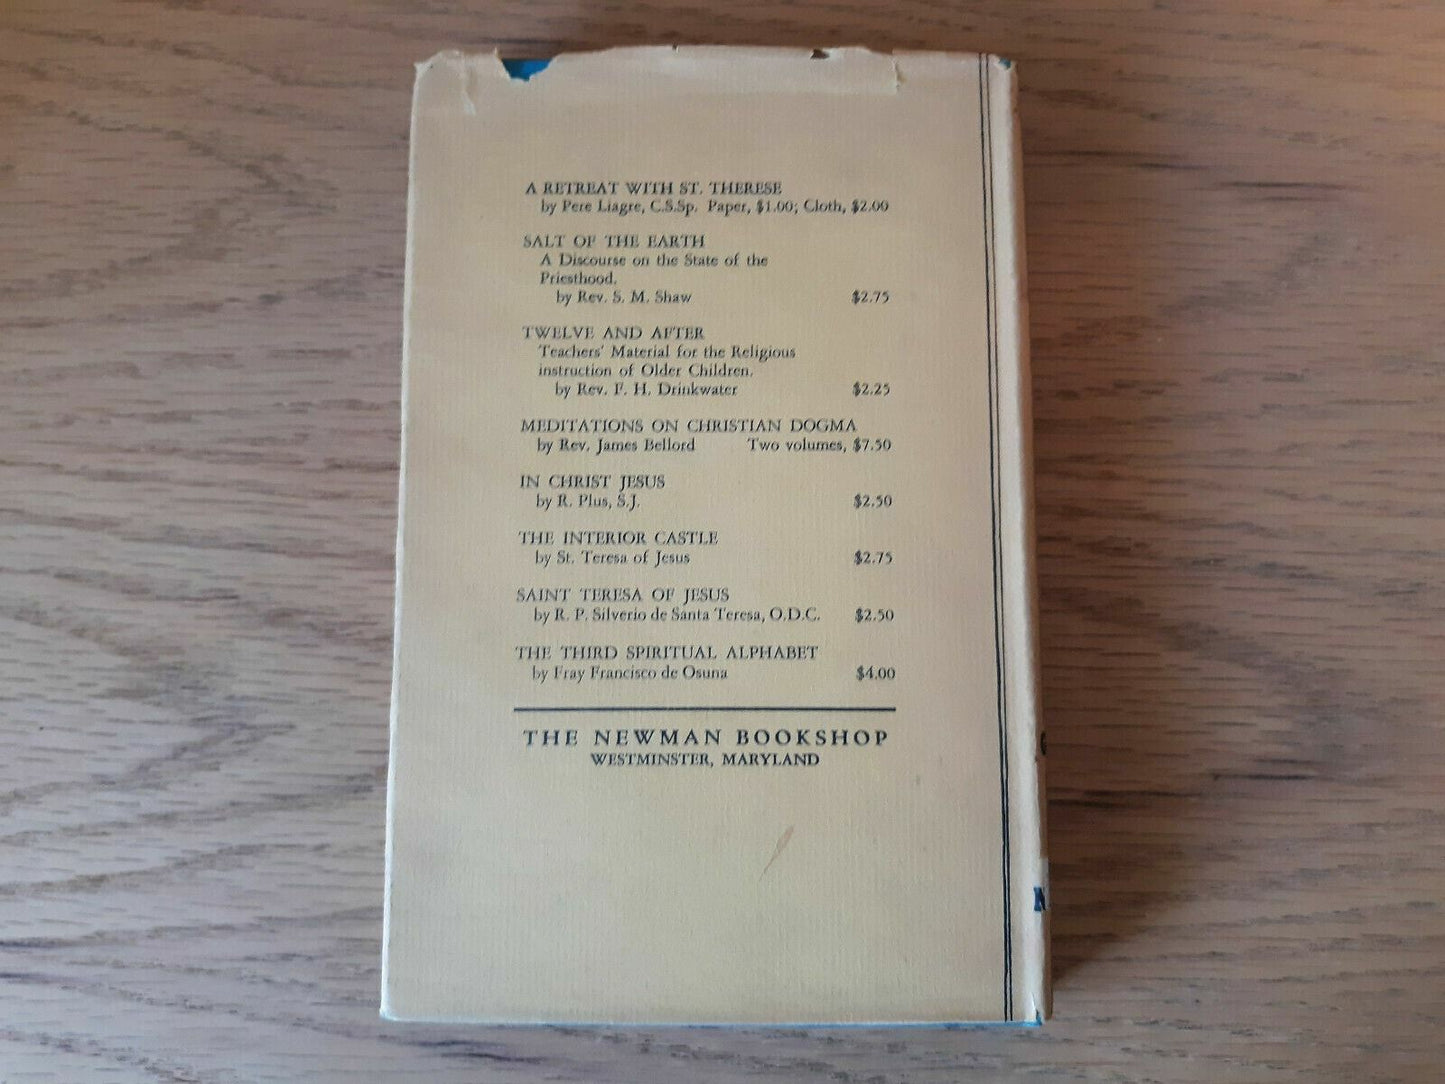 A RETREAT WITH ST. THERESE
by Pere Liagre, C.S.Sp. Paper, $1.00; Cloth, $2.00
SALT OF THE EARTH
A Discourse on the State of the
Priesthood.
by Rev. S. M. Shaw $2.75
TWELVE AND AFTER
Teachers' Material for the Religious
instruction of Older Children.
by Rev. F. H. Drinkwater $2.25
MEDITATIONS ON CHRISTIAN DOGMA
by Rev. James Bellord Two volumes, $7.50
IN CHRIST JESUS
by R. Plus, S.J. $2.50
THE INTERIOR CASTLE
by St. Teresa of Jesus $2.75
SAINT TERESA OF JESUS
by R. P. Silverio de Santa Teresa, O.D.C. $2.50
THE THIRD SPIRITUAL ALPHABET
by Fray Francisco de Osuna $4.00
THE NEWMAN BOOKSHOP
WESTMINSTER, MARYLAND